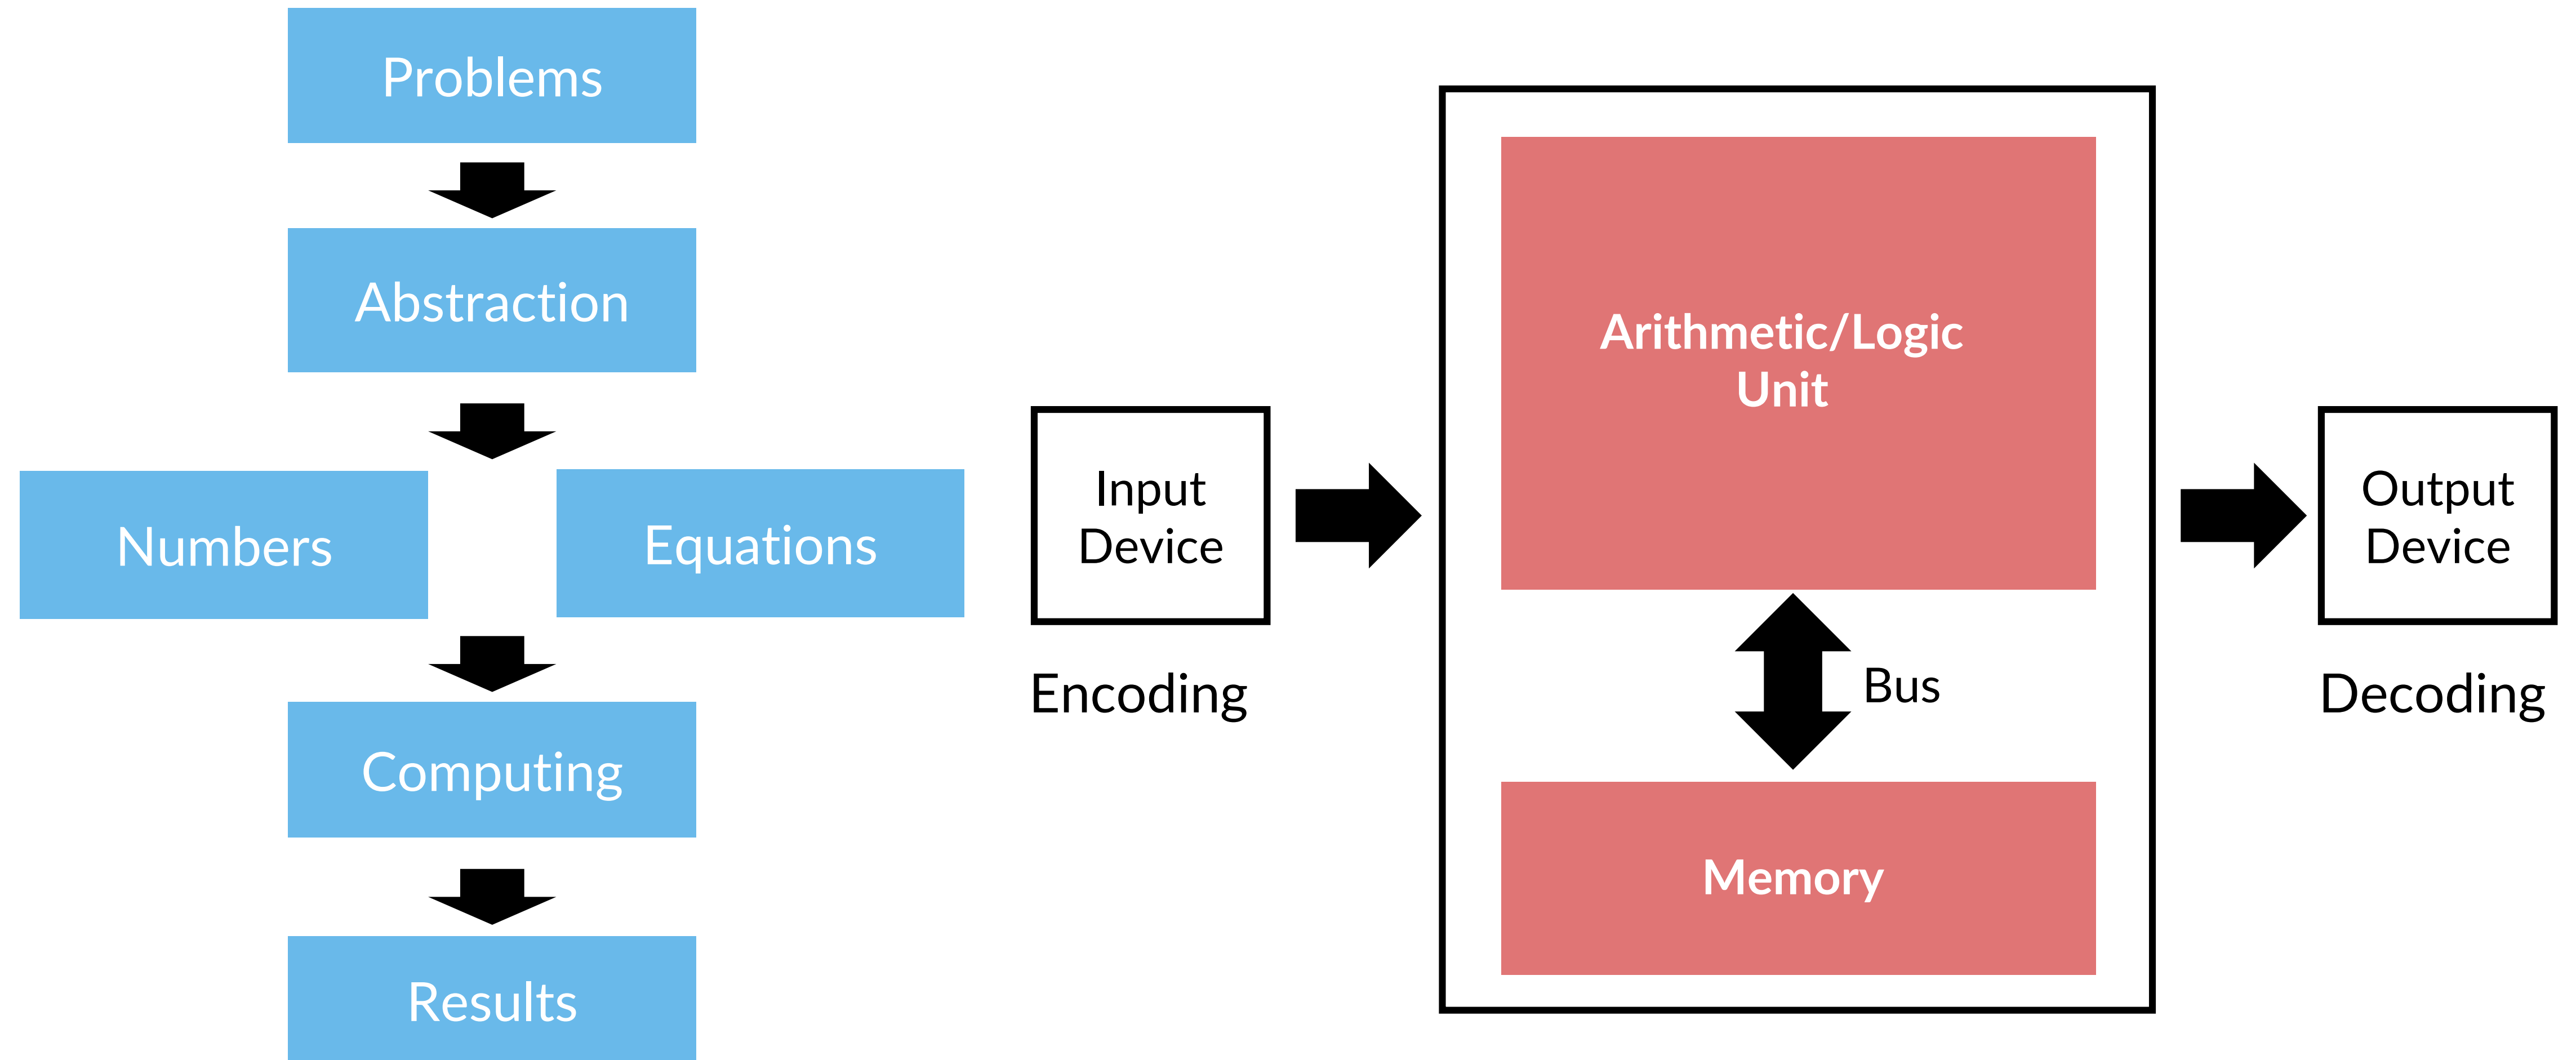 Problems
Abstraction
Numbers
Equations
Computing
Results
Input
Device
Encoding
Arithmetic/Logic
Unit
Bus
Memory
Output
Device
Decoding